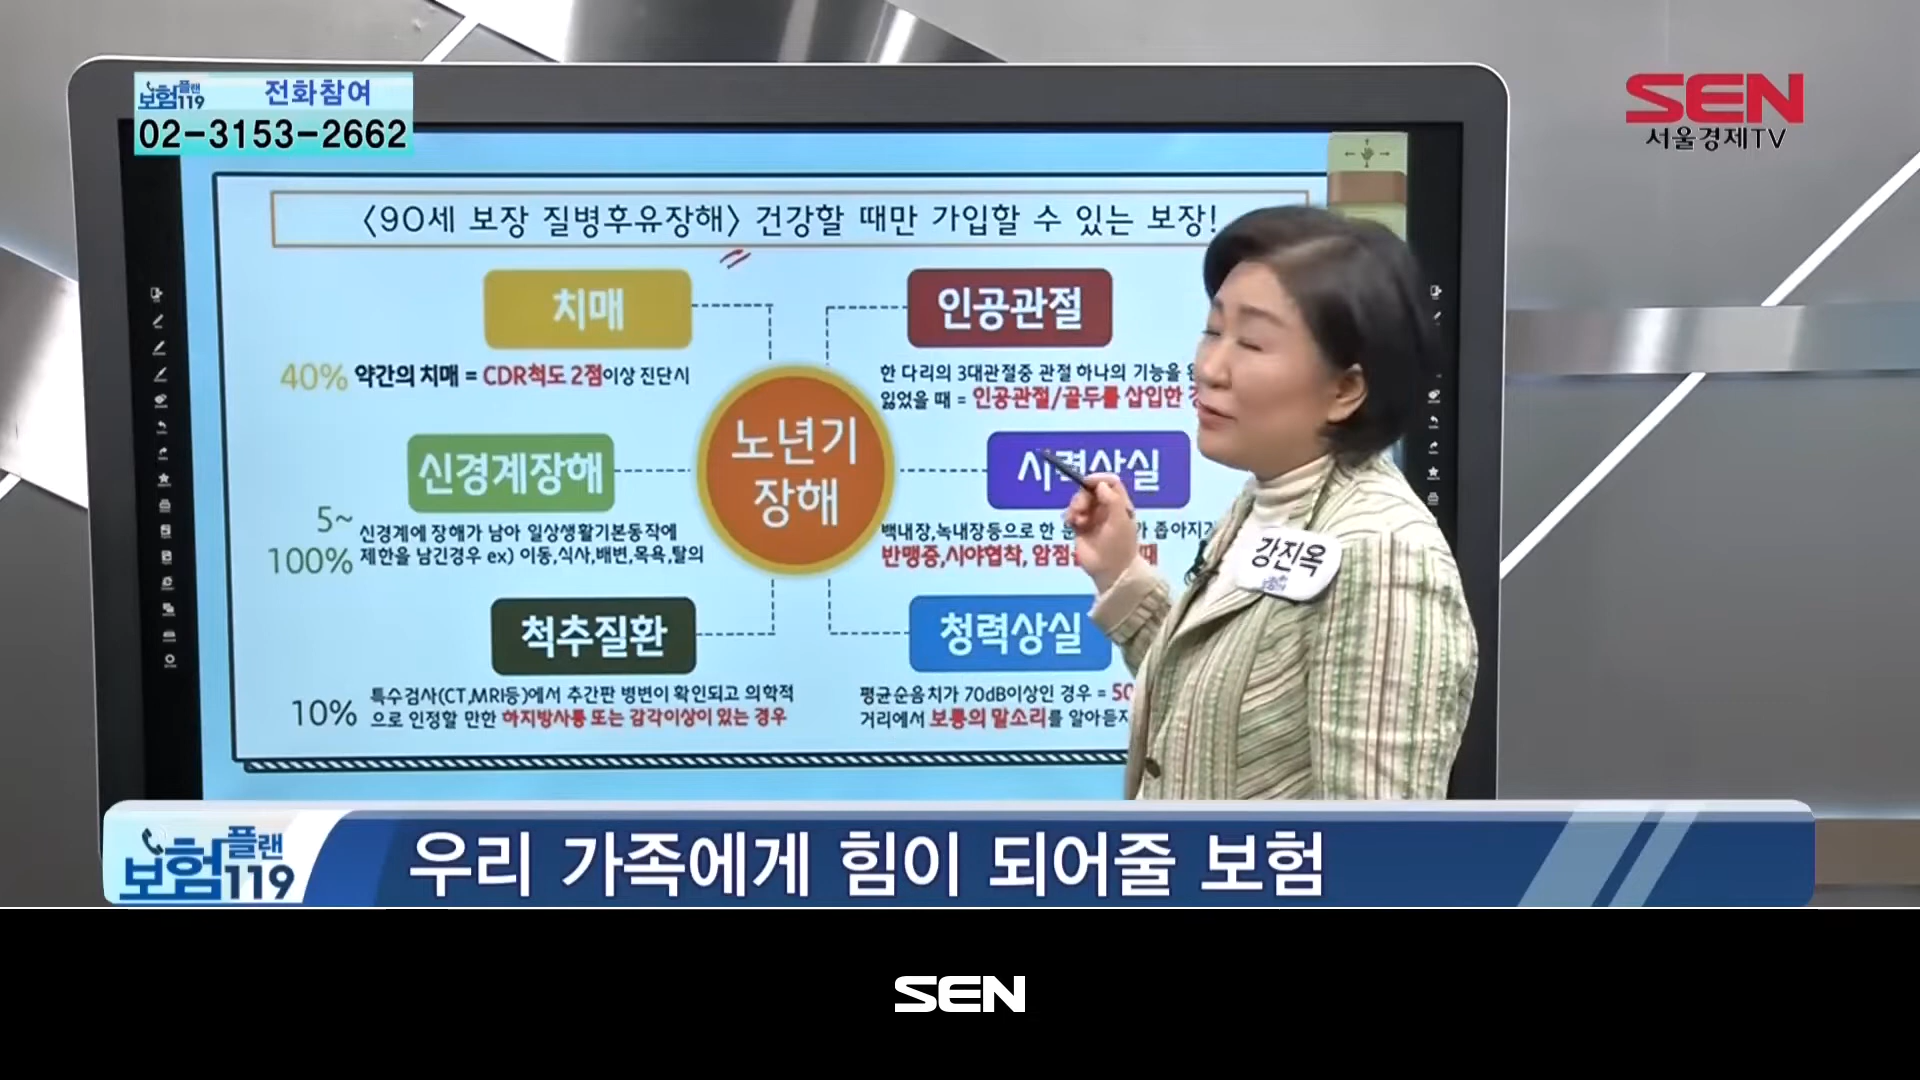 보험플랜119 전화참여
02-3153-2662
SEN
서울경제TV
<90세 보장 질병후유장해> 건강할 때만 가입할 수 있는 보장!
치매
40% 약간의 치매 = CDR척도 2점이상 진단시
인공관절
한 다리의 3대관절중 관절 하나의 기능을
잃었을 때 = 인공관절/골두를 삽입한
노년기
장해
신경계장해
5~
100%
신경계에 장해가 남아 일상생활기본동작에
제한을 남긴경우 ex) 이동,식사,배변,목욕,탈의
시력상실
백내장,녹내장등으로 한 좁아지거
반맹증,시야협착, 암점 때
척추질환
10%
특수검사(CT,MRI등)에서 추간판 병변이 확인되고 의학적
으로 인정할 만한 하지방사통 또는 감각이상이 있는 경우
청력상실
평균순음치가 70dB이상인 경우 = 50
거리에서 보통의 말소리를 알아듣지
강진옥
보험플랜119
우리 가족에게 힘이 되어줄 보험
SEN